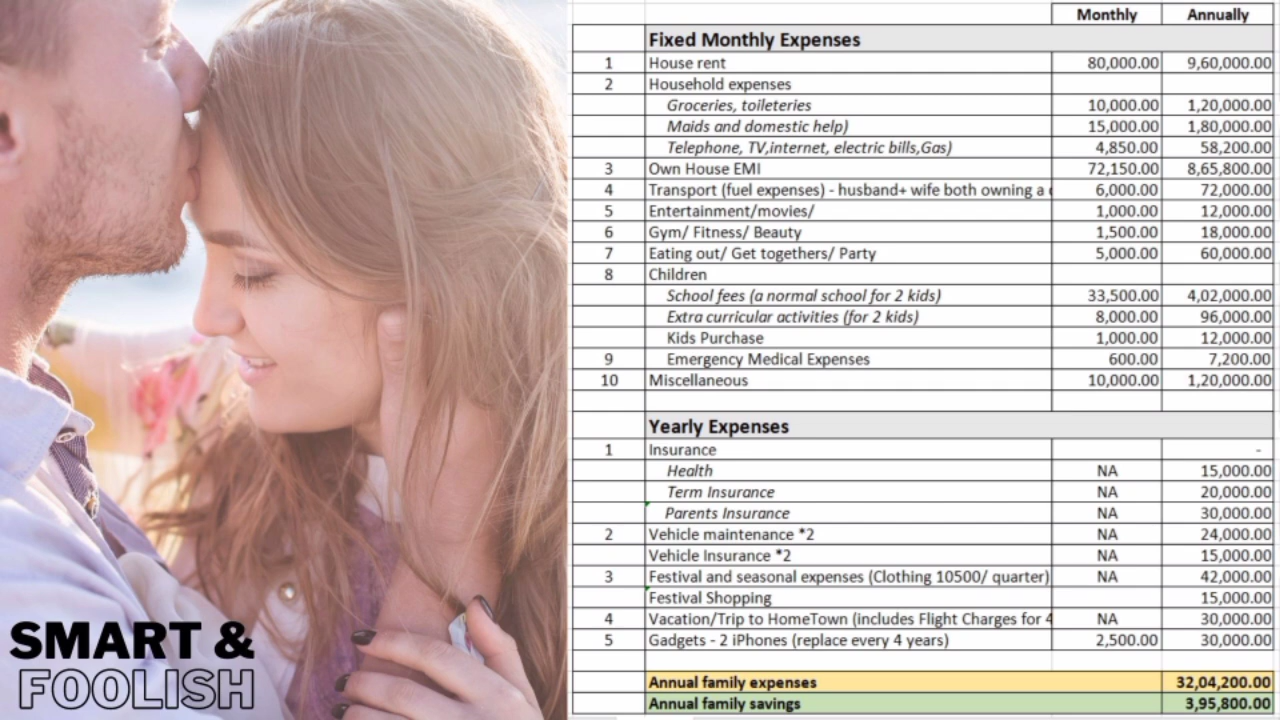 Monthly Annually
Fixed Monthly Expenses
1 House rent 80,000.00 9,60,000.00
2 Household expenses
Groceries, toileteries 10,000.00 1,20,000.00
Maids and domestic help) 15,000.00 1,80,000.00
Telephone, TV,internet, electric bills,Gas) 4,850.00 58,200.00
3 Own House EMI 72,150.00 8,65,800.00
4 Transport (fuel expenses) - husband+ wife both owning a 6,000.00 72,000.00
5 Entertainment/movies/ 1,000.00 12,000.00
6 Gym/ Fitness/ Beauty 1,500.00 18,000.00
7 Eating out/ Get togethers/ Party 5,000.00 60,000.00
8 Children
School fees (a normal school for 2 kids) 33,500.00 4,02,000.00
Extra curricular activities (for 2 kids) 8,000.00 96,000.00
Kids Purchase 1,000.00 12,000.00
9 Emergency Medical Expenses 600.00 7,200.00
10 Miscellaneous 10,000.00 1,20,000.00
Yearly Expenses
1 Insurance -
Health NA 15,000.00
Term Insurance NA 20,000.00
Parents Insurance NA 30,000.00
2 Vehicle maintenance *2 NA 24,000.00
Vehicle Insurance *2 NA 15,000.00
3 Festival and seasonal expenses (Clothing 10500/ quarter) NA 42,000.00
Festival Shopping 15,000.00
4 Vacation/Trip to HomeTown (includes Flight Charges for 4 NA 30,000.00
5 Gadgets - 2 iPhones (replace every 4 years) 2,500.00 30,000.00
Annual family expenses 32,04,200.00
Annual family savings 3,95,800.00
SMART &
FOOLISH